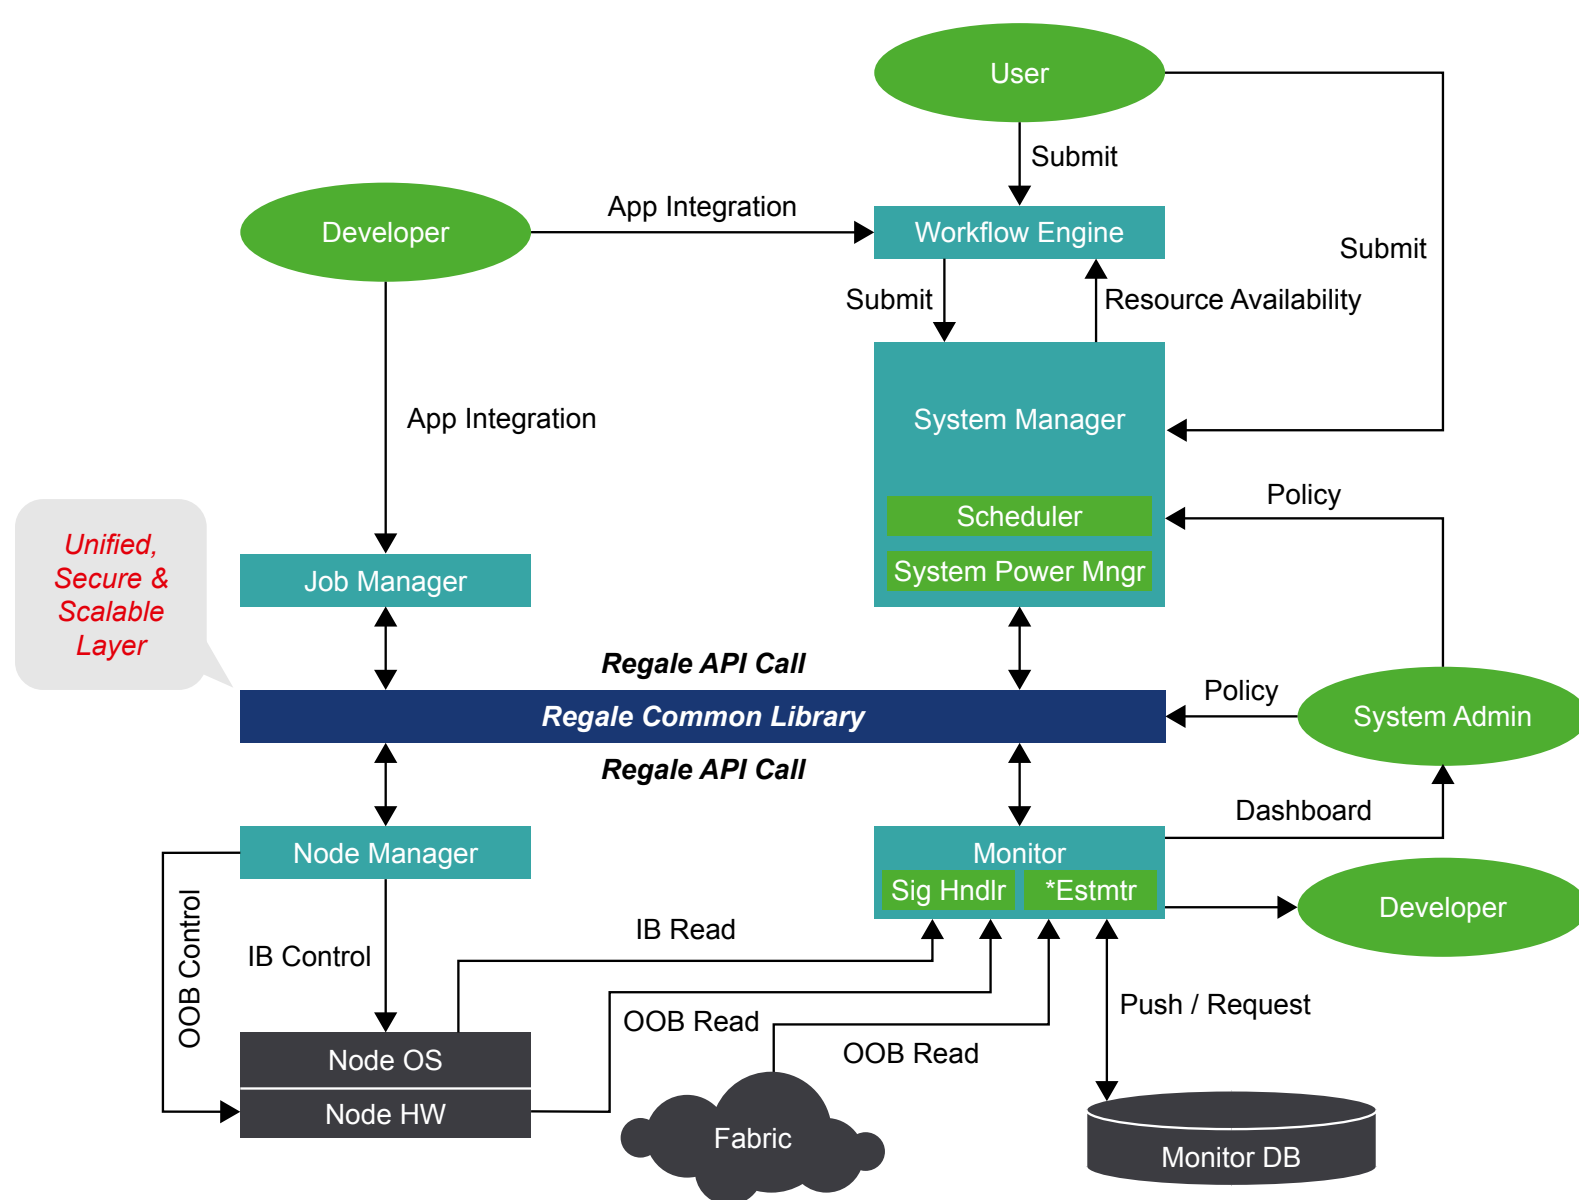 User
Submit
App Integration
Developer
Workflow Engine
Submit
Submit
Resource Availability
App Integration
System Manager
Policy
Scheduler
Unified,
Secure &
Scalable
Layer
Job Manager
System Power Mngr
Regale API Call
Policy
Regale Common Library
System Admin
Regale API Call
Dashboard
Node Manager
Monitor
Sig Hndlr
*Estmtr
Developer
OOB Control
IB Control
IB Read
OOB Read
Push / Request
OOB Read
Node OS
Node HW
Fabric
Monitor DB